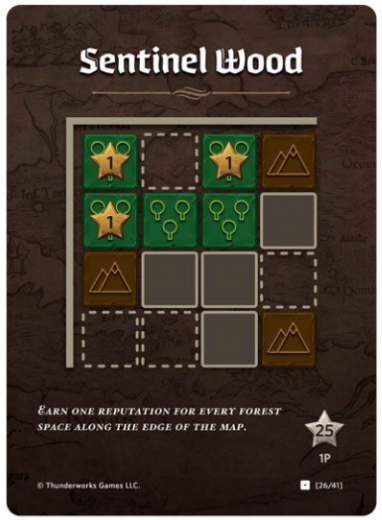 Sentinel Wood
1
1
1
Earn one reputation for every forest
space along the edge of the map.
25
1P
© Thunderworks Games LLC.
[26/41]